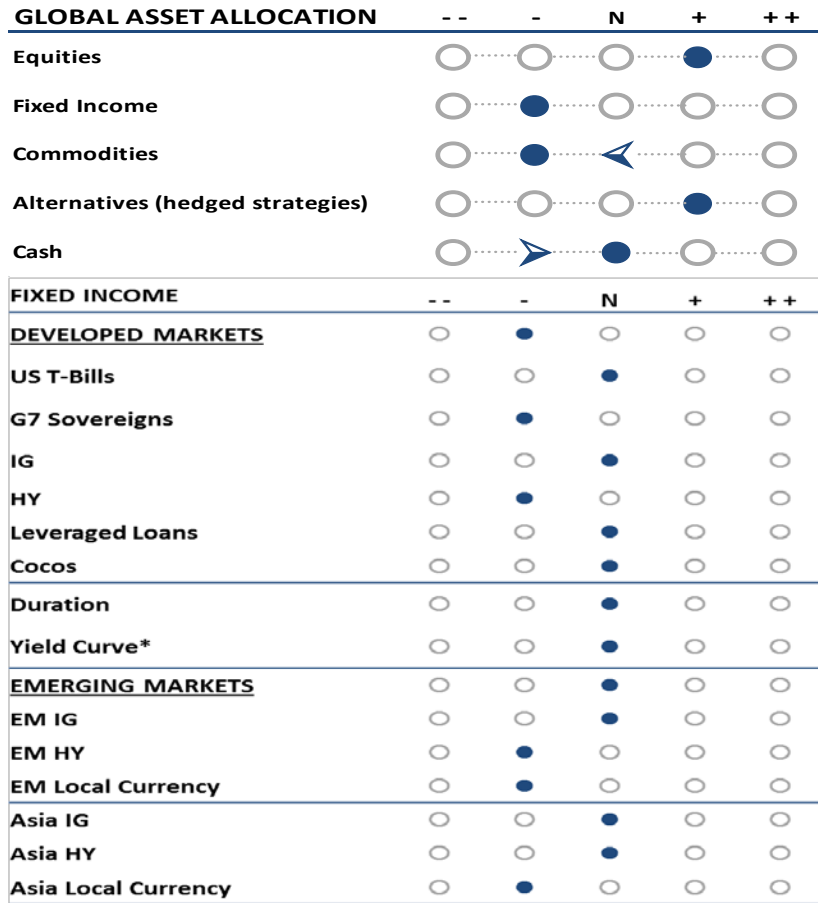 GLOBAL ASSET ALLOCATION -- - N + ++
Equities
Fixed Income
Commodities
Alternatives (hedged strategies)
Cash
FIXED INCOME -- - N + ++
DEVELOPED MARKETS
US T-Bills
G7 Sovereigns
IG
HY
Leveraged Loans
Cocos
Duration
Yield Curve*
EMERGING MARKETS
EM IG
EM HY
EM Local Currency
Asia IG
Asia HY
Asia Local Currency